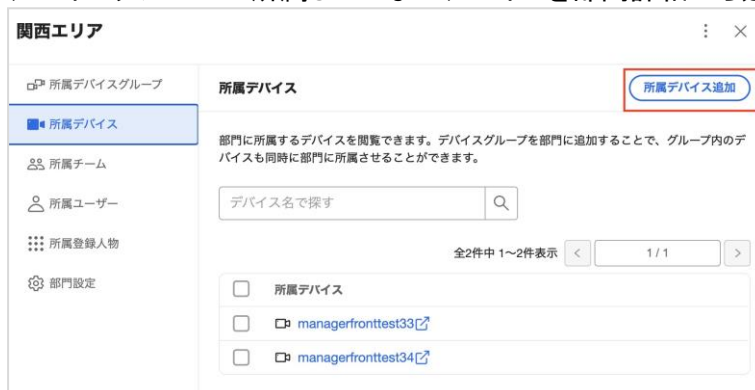 関西エリア
所属デバイスグループ
所属デバイス
所属チーム
所属ユーザー
所属登録人物
部門設定
所属デバイス
所属デバイス追加
部門に所属するデバイスを閲覧できます。デバイスグループを部門に追加することで、グループ内のデ
バイスも同時に部門に所属させることができます。
デバイス名で探す
全2件中 1〜2件表示 < 1 / 1 >
所属デバイス
managerfronttest33
managerfronttest34